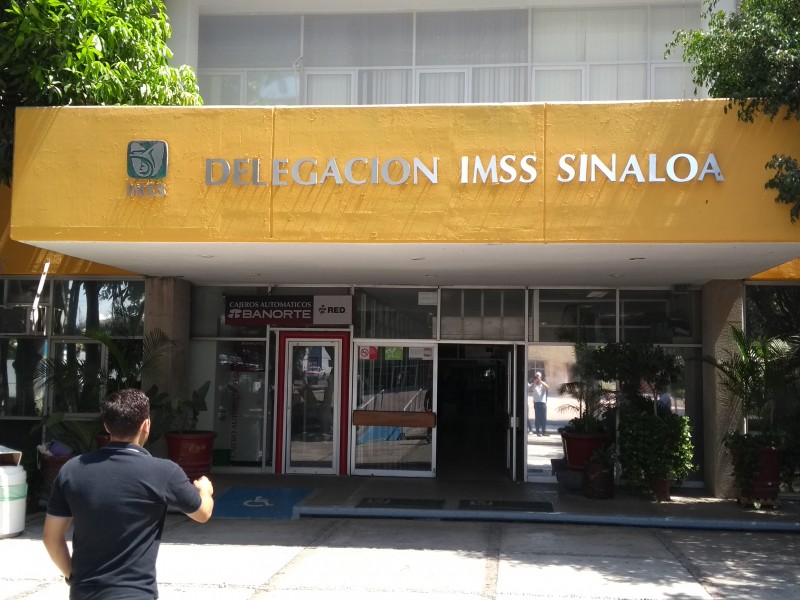 IMSS
DELEGACION IMSS SINALOA
CAJEROS AUTOMATICOS
BANORTE
RED